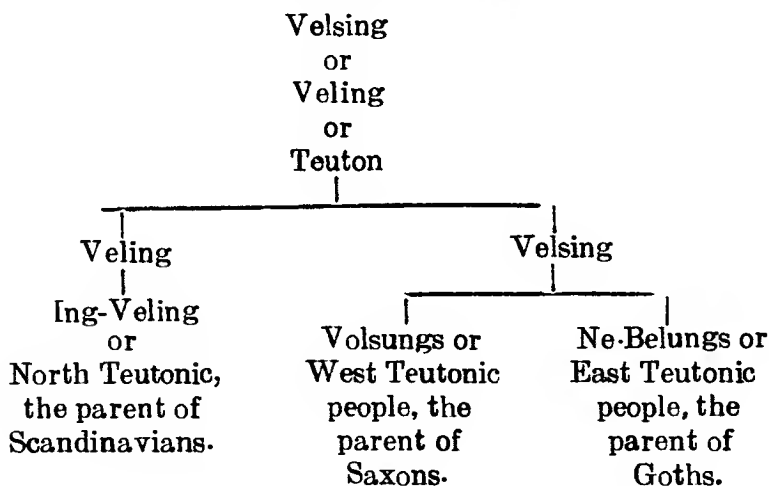 Velsing
or
Veling
or
Teuton
Veling
Velsing
Ing-Veling
or
North Teutonic,
the parent of
Scandinavians.
Volsungs or
West Teutonic
people, the
parent of
Saxons.
Ne-Belungs or
East Teutonic
people, the
parent of
Goths.